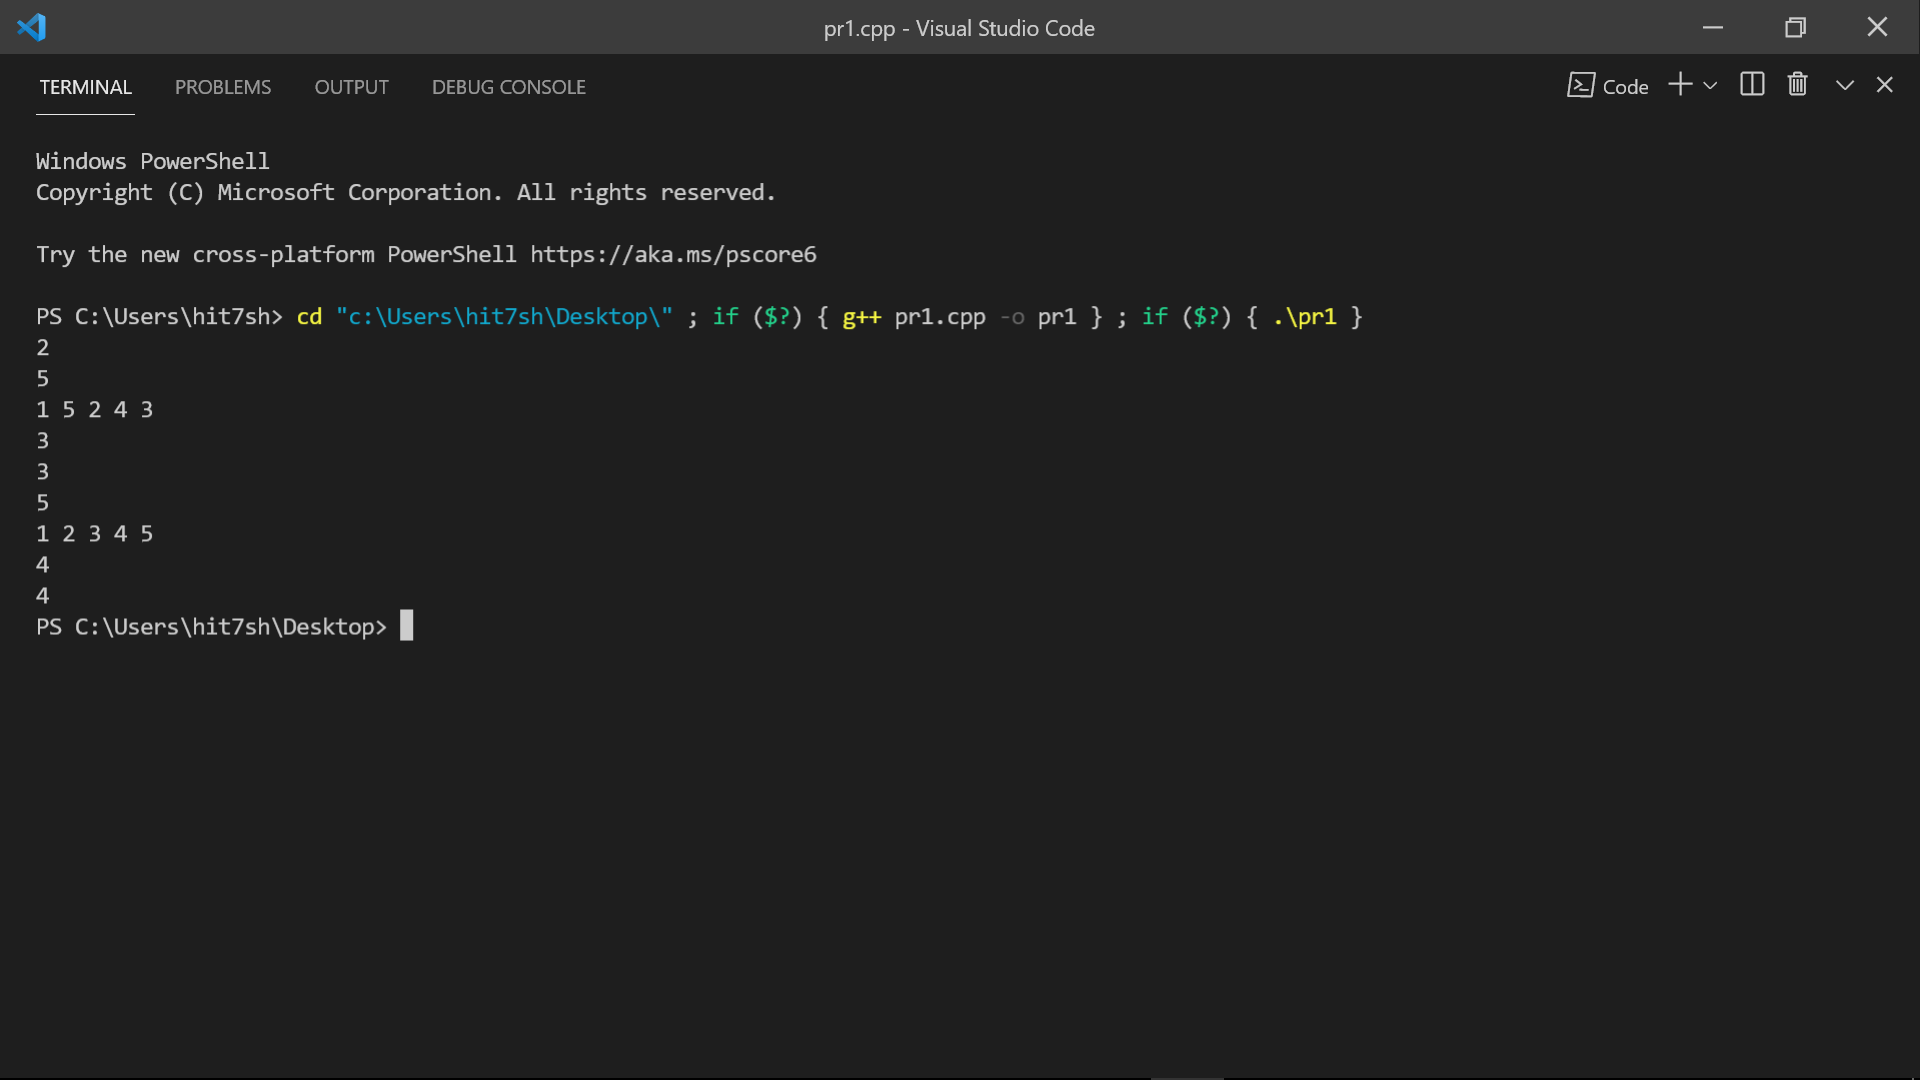 pr1.cpp - Visual Studio Code
TERMINAL PROBLEMS OUTPUT DEBUG CONSOLE Code
Windows PowerShell
Copyright (C) Microsoft Corporation. All rights reserved.
Try the new cross-platform PowerShell https://aka.ms/pscore6
PS C:\Users\hit7sh> cd "c:\Users\hit7sh\Desktop\" ; if ($?) { g++ pr1.cpp -o pr1 } ; if ($?) { .\pr1 }
2
5
1 5 2 4 3
3
3
5
1 2 3 4 5
4
4
PS C:\Users\hit7sh\Desktop>